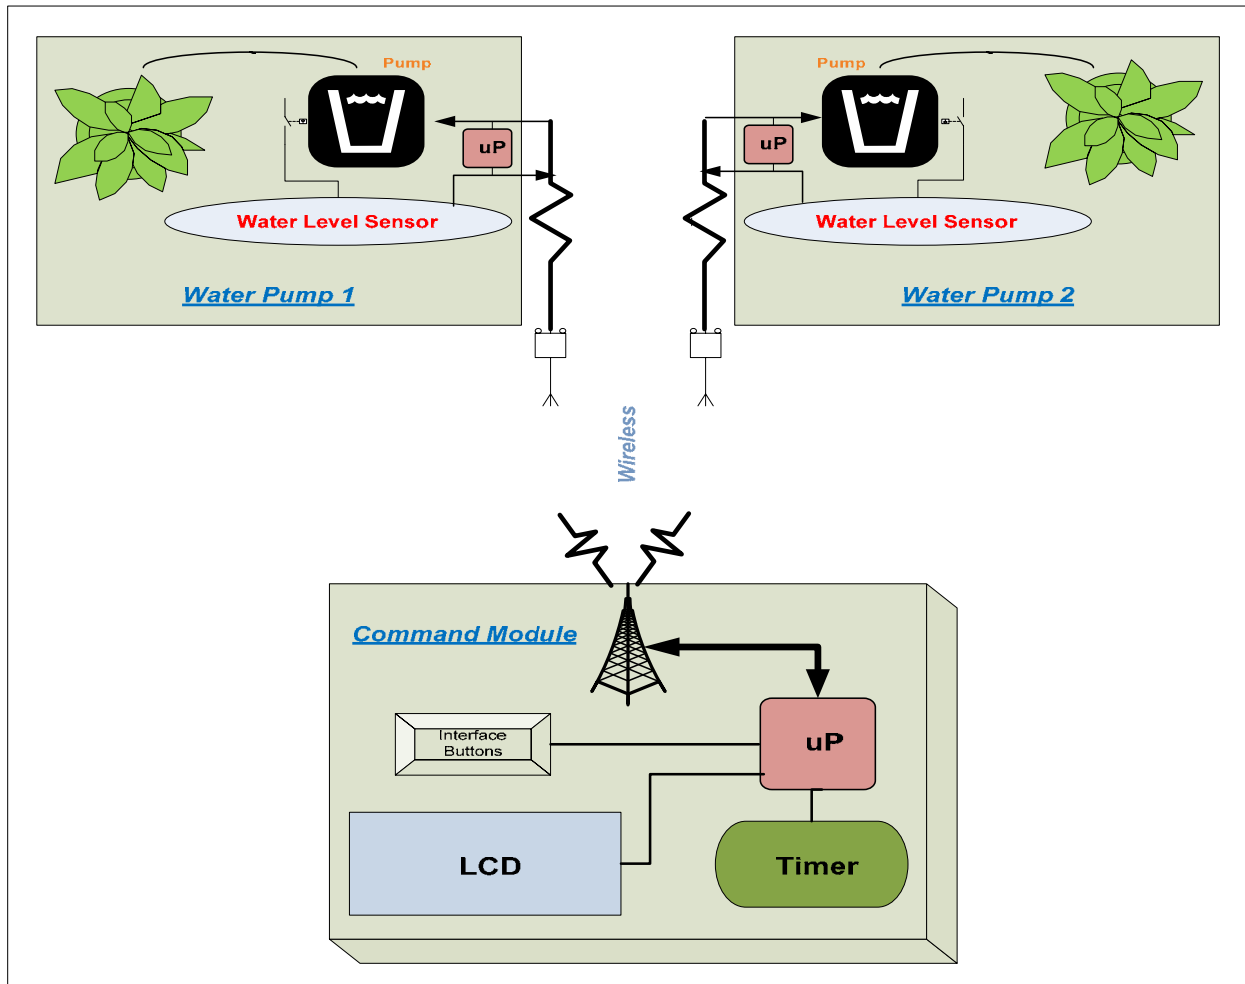 Pump
uP
Water Level Sensor
Water Pump 1
Pump
uP
Water Level Sensor
Water Pump 2
Wireless
Command Module
Interface
Buttons
uP
LCD
Timer